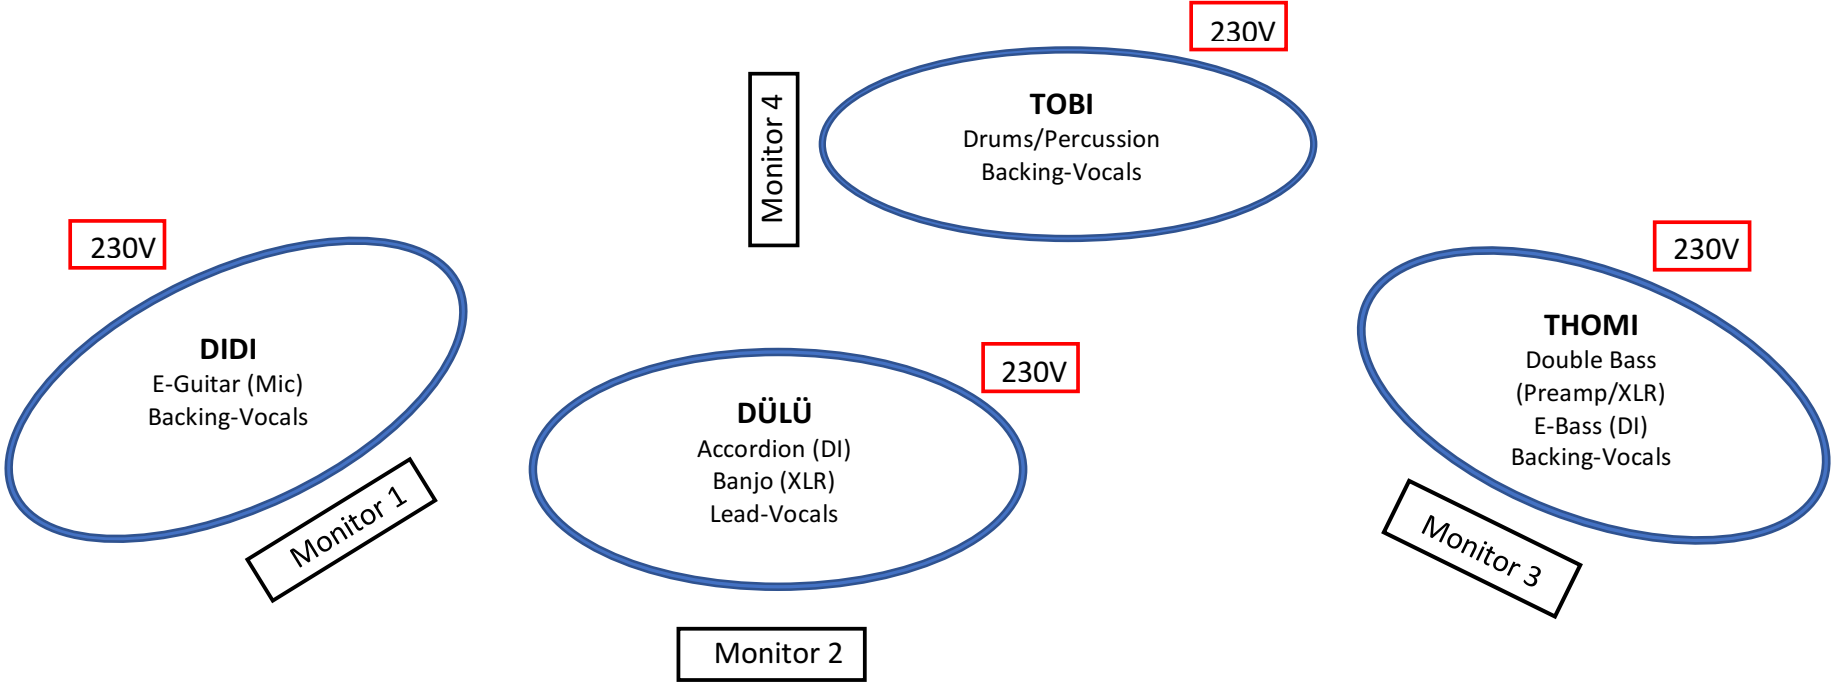 230V
TOBI
Drums/Percussion
Backing-Vocals
Monitor 4
230V
DIDI
E-Guitar (Mic)
Backing-Vocals
Monitor 1
230V
DÜLÜ
Accordion (DI)
Banjo (XLR)
Lead-Vocals
Monitor 2
230V
THOMI
Double Bass
(Preamp/XLR)
E-Bass (DI)
Backing-Vocals
Monitor 3